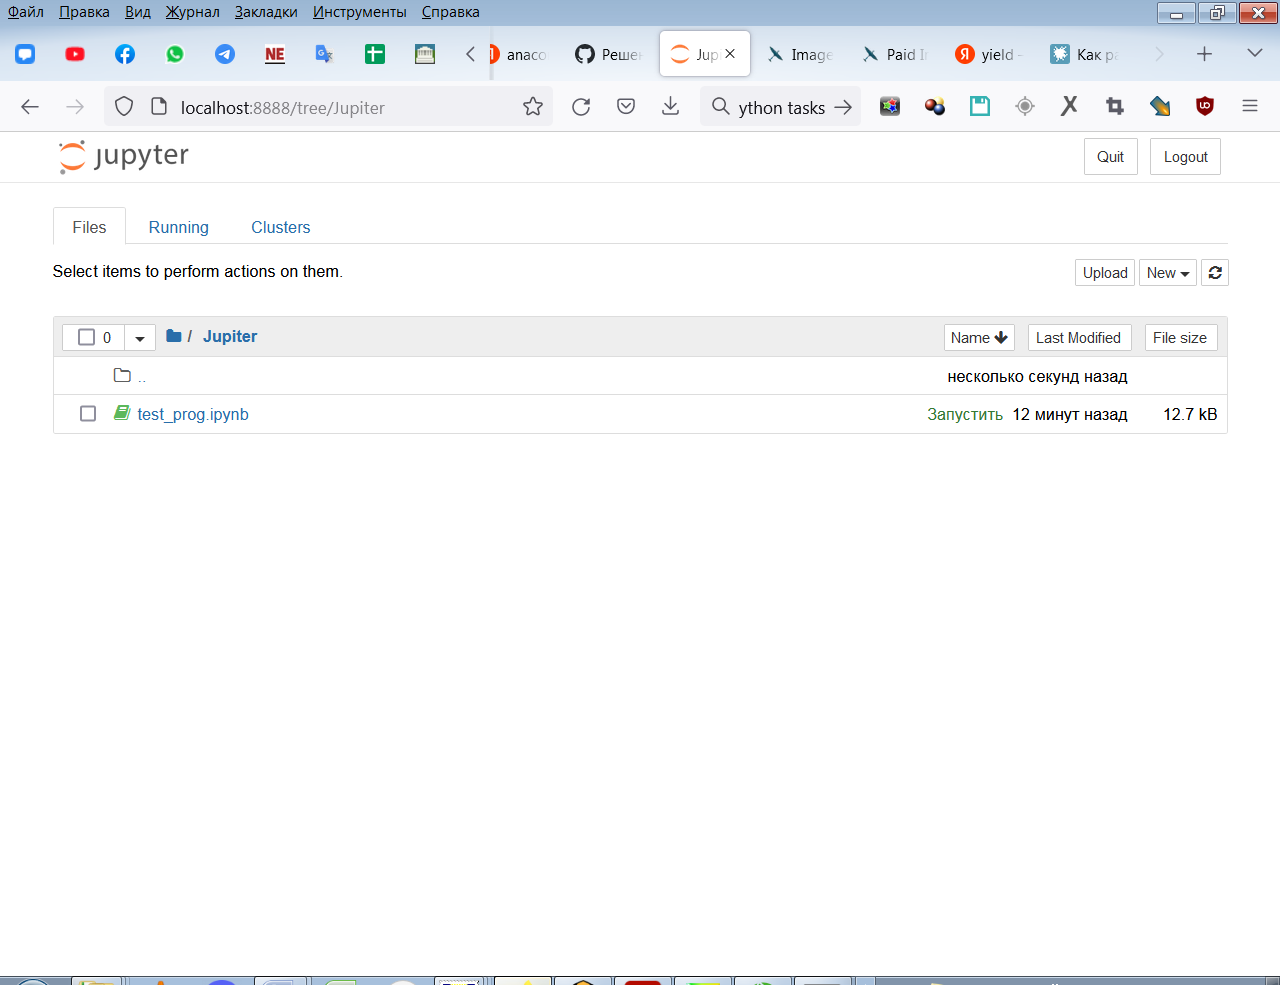 Файл Правка Вид Журнал Закладки Инструменты Справка
NE anaco Реше Jupi Image Paid I yield - Как ра
localhost:8888/tree/Jupiter ython tasks
jupyter Quit Logout
Files Running Clusters
Select items to perform actions on them. Upload New
0 / Jupiter Name Last Modified File size
.. несколько секунд назад
test_prog.ipynb Запустить 12 минут назад 12.7 kB